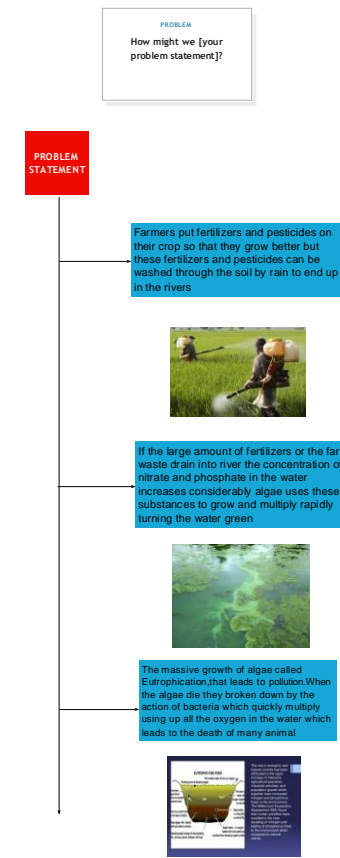 PROBLEM
How might we [your
problem statement]?
PROBLEM
STATEMENT
Farmers put fertilizers and pesticides on
their crop so that they grow better but
these fertilizers and pesticides can be
washed through the soil by rain to end up
in the rivers
If the large amount of fertilizers or the far
waste drain into river the concentration of
nitrate and phosphate in the water
increases considerably algae uses these
substances to grow and multiply rapidly
turning the water green
The massive growth of algae called
Eutrophication,that leads to pollution.When
the algae die they broken down by the
action of bacteria which quickly multiply
using up all the oxygen in the water which
leads to the death of many animal